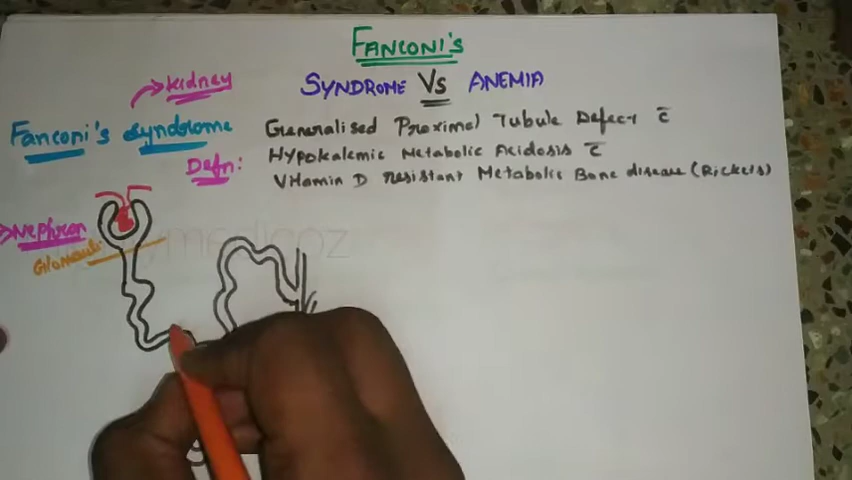 FANCONI's
SYNDROME Vs ANEMIA
kidney
Fanconi's Syndrome
Defn:
Generalised Proximal Tubule Defect c̄
Hypokalemic Metabolic Acidosis c̄
Vitamin D resistant Metabolic Bone disease (Rickets)
Nephron